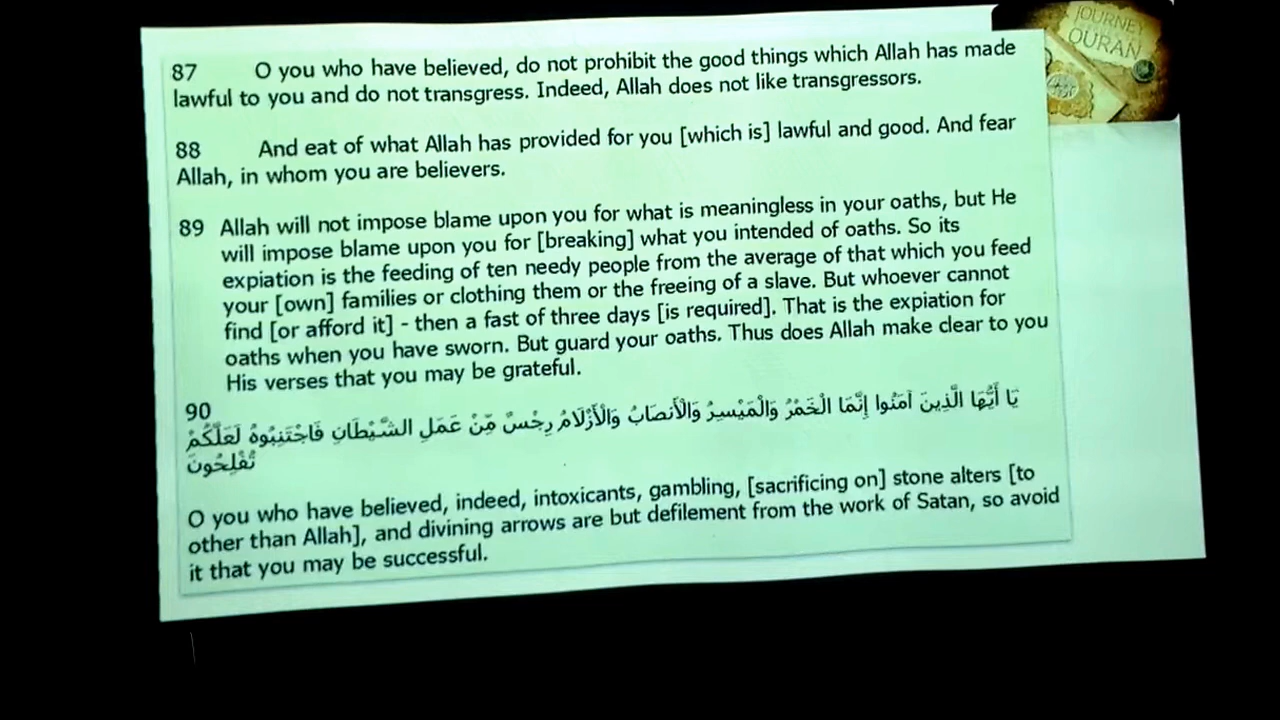 JOURNEY
QURAN
87 O you who have believed, do not prohibit the good things which Allah has made
lawful to you and do not transgress. Indeed, Allah does not like transgressors.
88 And eat of what Allah has provided for you [which is] lawful and good. And fear
Allah, in whom you are believers.
89 Allah will not impose blame upon you for what is meaningless in your oaths, but He
will impose blame upon you for [breaking] what you intended of oaths. So its
expiation is the feeding of ten needy people from the average of that which you feed
your [own] families or clothing them or the freeing of a slave. But whoever cannot
find [or afford it] - then a fast of three days [is required]. That is the expiation for
oaths when you have sworn. But guard your oaths. Thus does Allah make clear to you
His verses that you may be grateful.
90
يَا أَيُّهَا الَّذِينَ آمَنُوا إِنَّمَا الْخَمْرُ وَالْمَيْسِرُ وَالْأَنصَابُ وَالْأَزْلَامُ رِجْسٌ مِّنْ عَمَلِ الشَّيْطَانِ فَاجْتَنِبُوهُ لَعَلَّكُمْ
تُفْلِحُونَ
O you who have believed, indeed, intoxicants, gambling, [sacrificing on] stone alters [to
other than Allah], and divining arrows are but defilement from the work of Satan, so avoid
it that you may be successful.